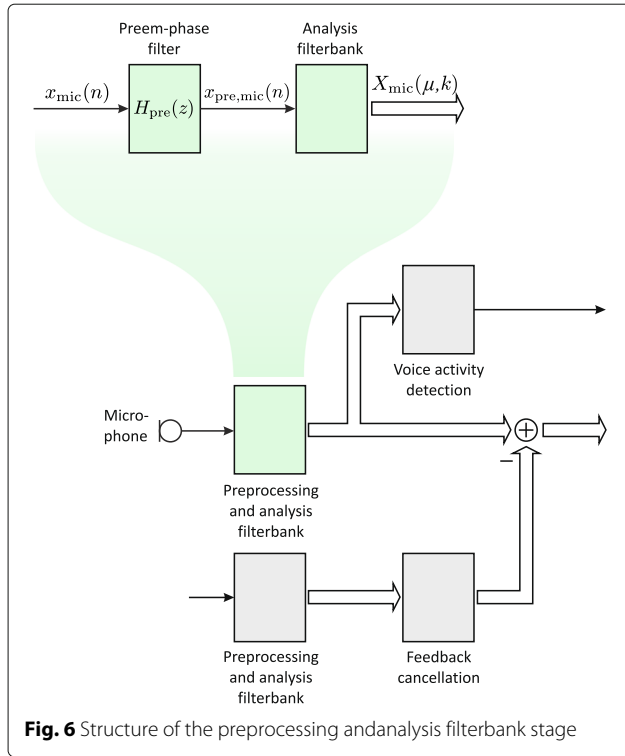 Preem-phase
filter
Analysis
filterbank
x_mic(n)
H_pre(z)
x_pre,mic(n)
X_mic(μ,k)
Voice activity
detection
Micro-
phone
+
−
Preprocessing
and analysis
filterbank
Preprocessing
and analysis
filterbank
Feedback
cancellation
Fig. 6 Structure of the preprocessing andanalysis filterbank stage